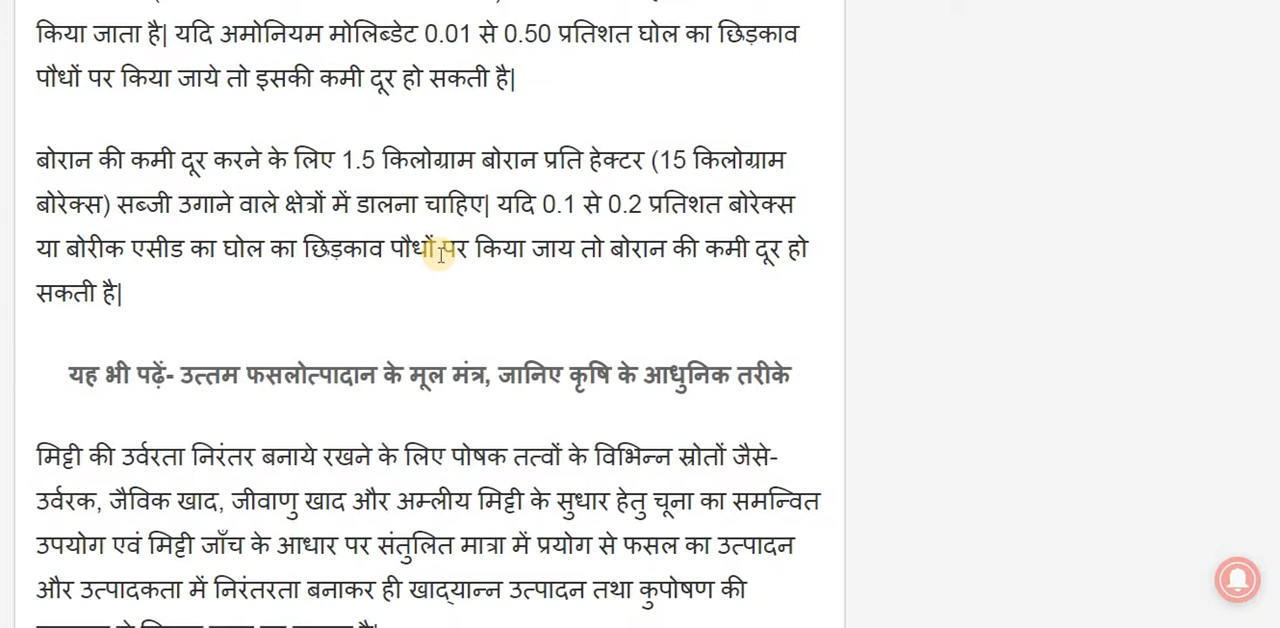 किया जाता है| यदि अमोनियम मोलिब्डेट 0.01 से 0.50 प्रतिशत घोल का छिड़काव
पौधों पर किया जाये तो इसकी कमी दूर हो सकती है|
बोरान की कमी दूर करने के लिए 1.5 किलोग्राम बोरान प्रति हेक्टर (15 किलोग्राम
बोरेक्स) सब्जी उगाने वाले क्षेत्रों में डालना चाहिए| यदि 0.1 से 0.2 प्रतिशत बोरेक्स
या बोरीक एसीड का घोल का छिड़काव पौधों पर किया जाय तो बोरान की कमी दूर हो
सकती है|
यह भी पढ़ें- उत्तम फसलोत्पादान के मूल मंत्र, जानिए कृषि के आधुनिक तरीके
मिट्टी की उर्वरता निरंतर बनाये रखने के लिए पोषक तत्वों के विभिन्न स्रोतों जैसे-
उर्वरक, जैविक खाद, जीवाणु खाद और अम्लीय मिट्टी के सुधार हेतु चूना का समन्वित
उपयोग एवं मिट्टी जाँच के आधार पर संतुलित मात्रा में प्रयोग से फसल का उत्पादन
और उत्पादकता में निरंतरता बनाकर ही खाद्यान्न उत्पादन तथा कुपोषण की